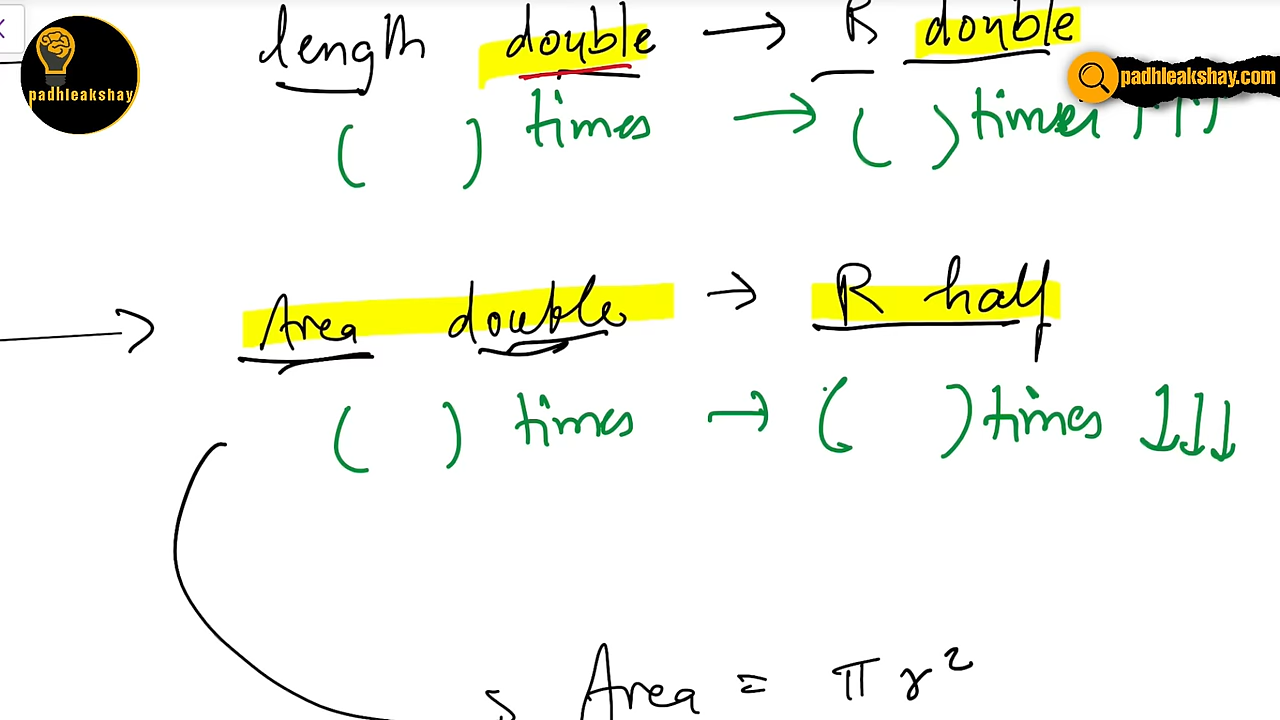 length double → R double
padhleakshay
padhleakshay.com
( ) times → ( ) times ↑↑↑
Area double → R half
( ) times → ( ) times ↓↓↓
Area = πr²